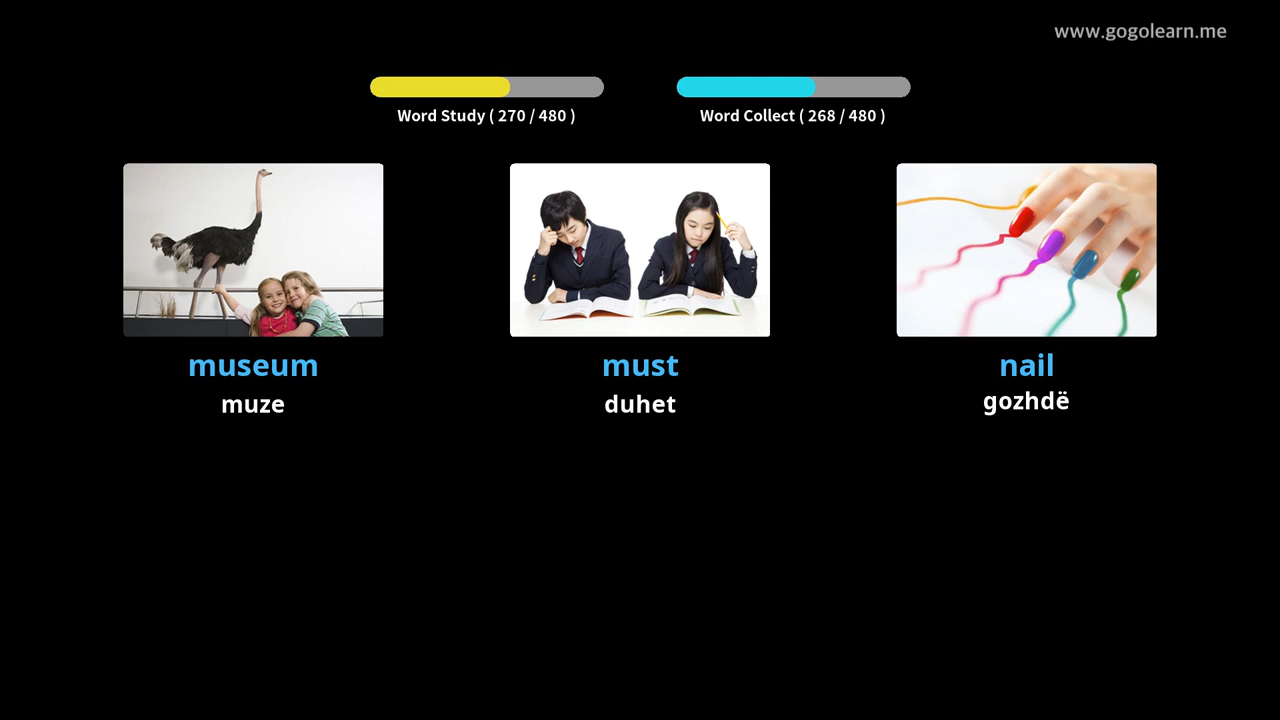 www.gogolearn.me
Word Study ( 270 / 480 )
Word Collect ( 268 / 480 )
museum
must
nail
muze
duhet
gozhdë